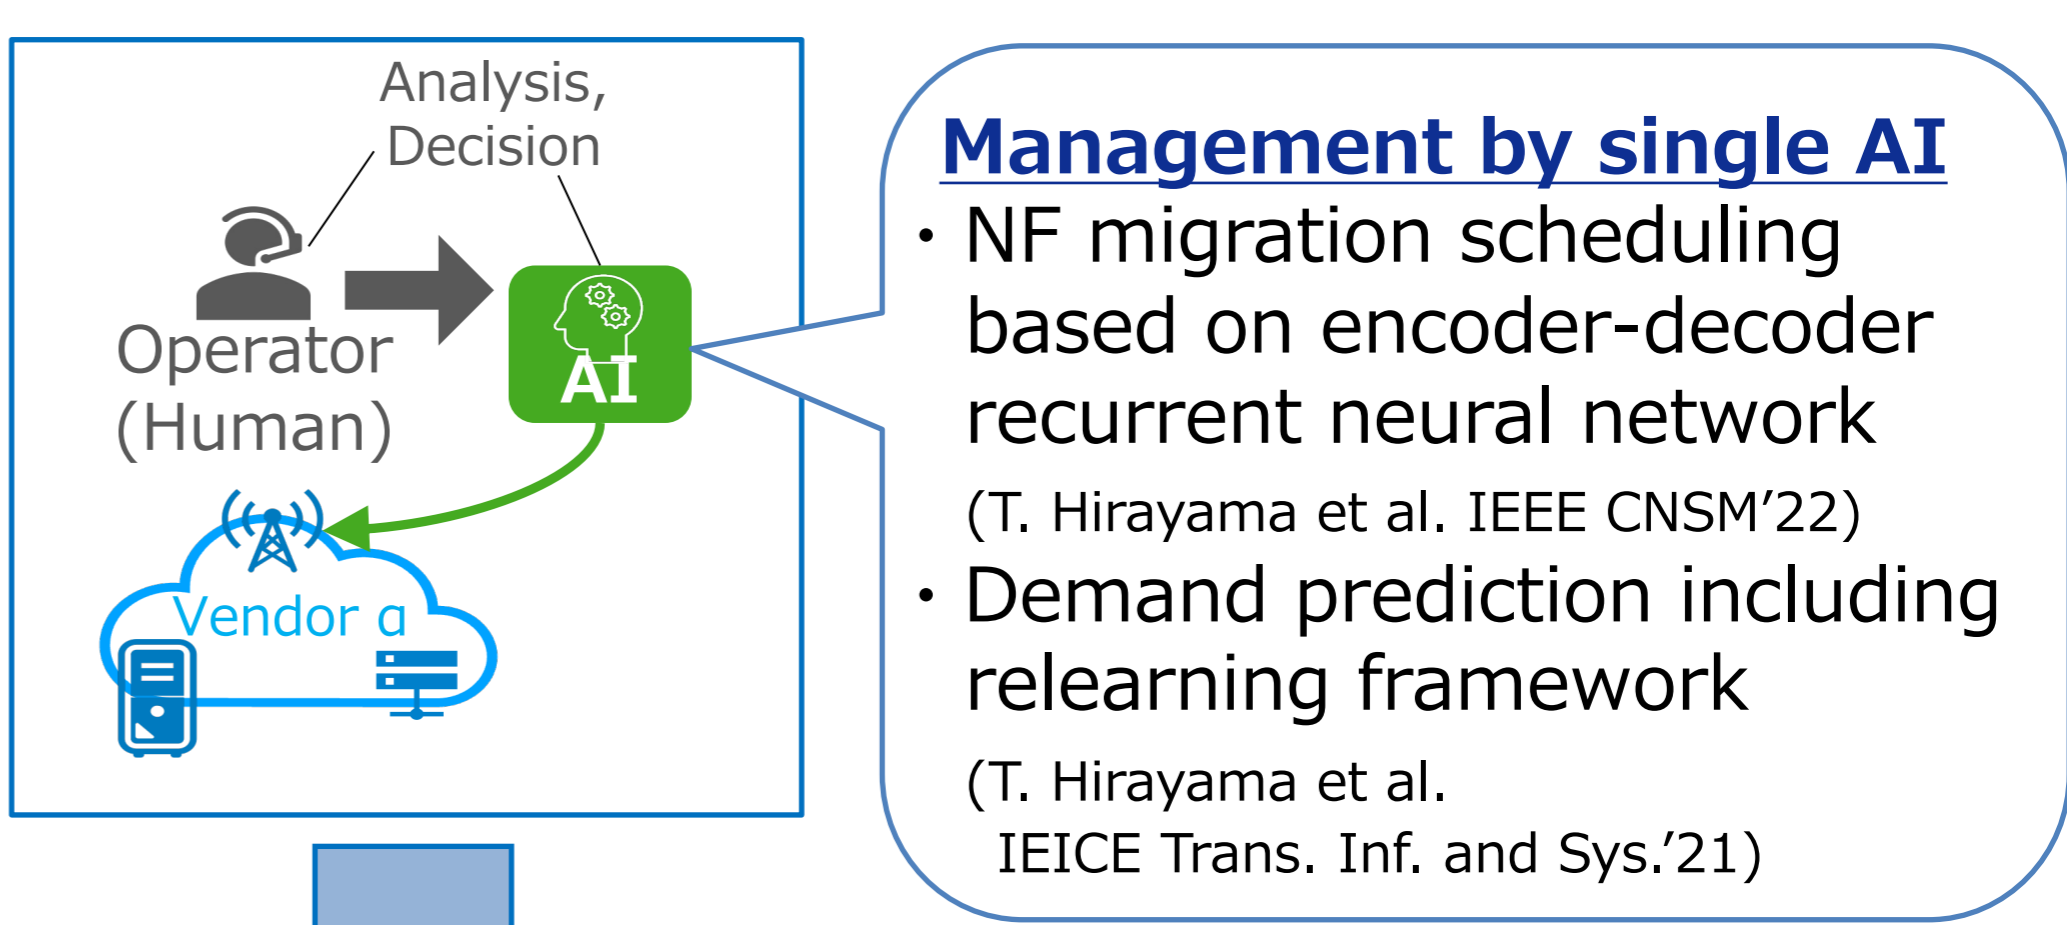 Analysis,
Decision
Operator
(Human)
AI
Vendor α
Management by single AI
・NF migration scheduling
based on encoder-decoder
recurrent neural network
(T. Hirayama et al. IEEE CNSM’22)
・Demand prediction including
relearning framework
(T. Hirayama et al.
IEICE Trans. Inf. and Sys.’21)